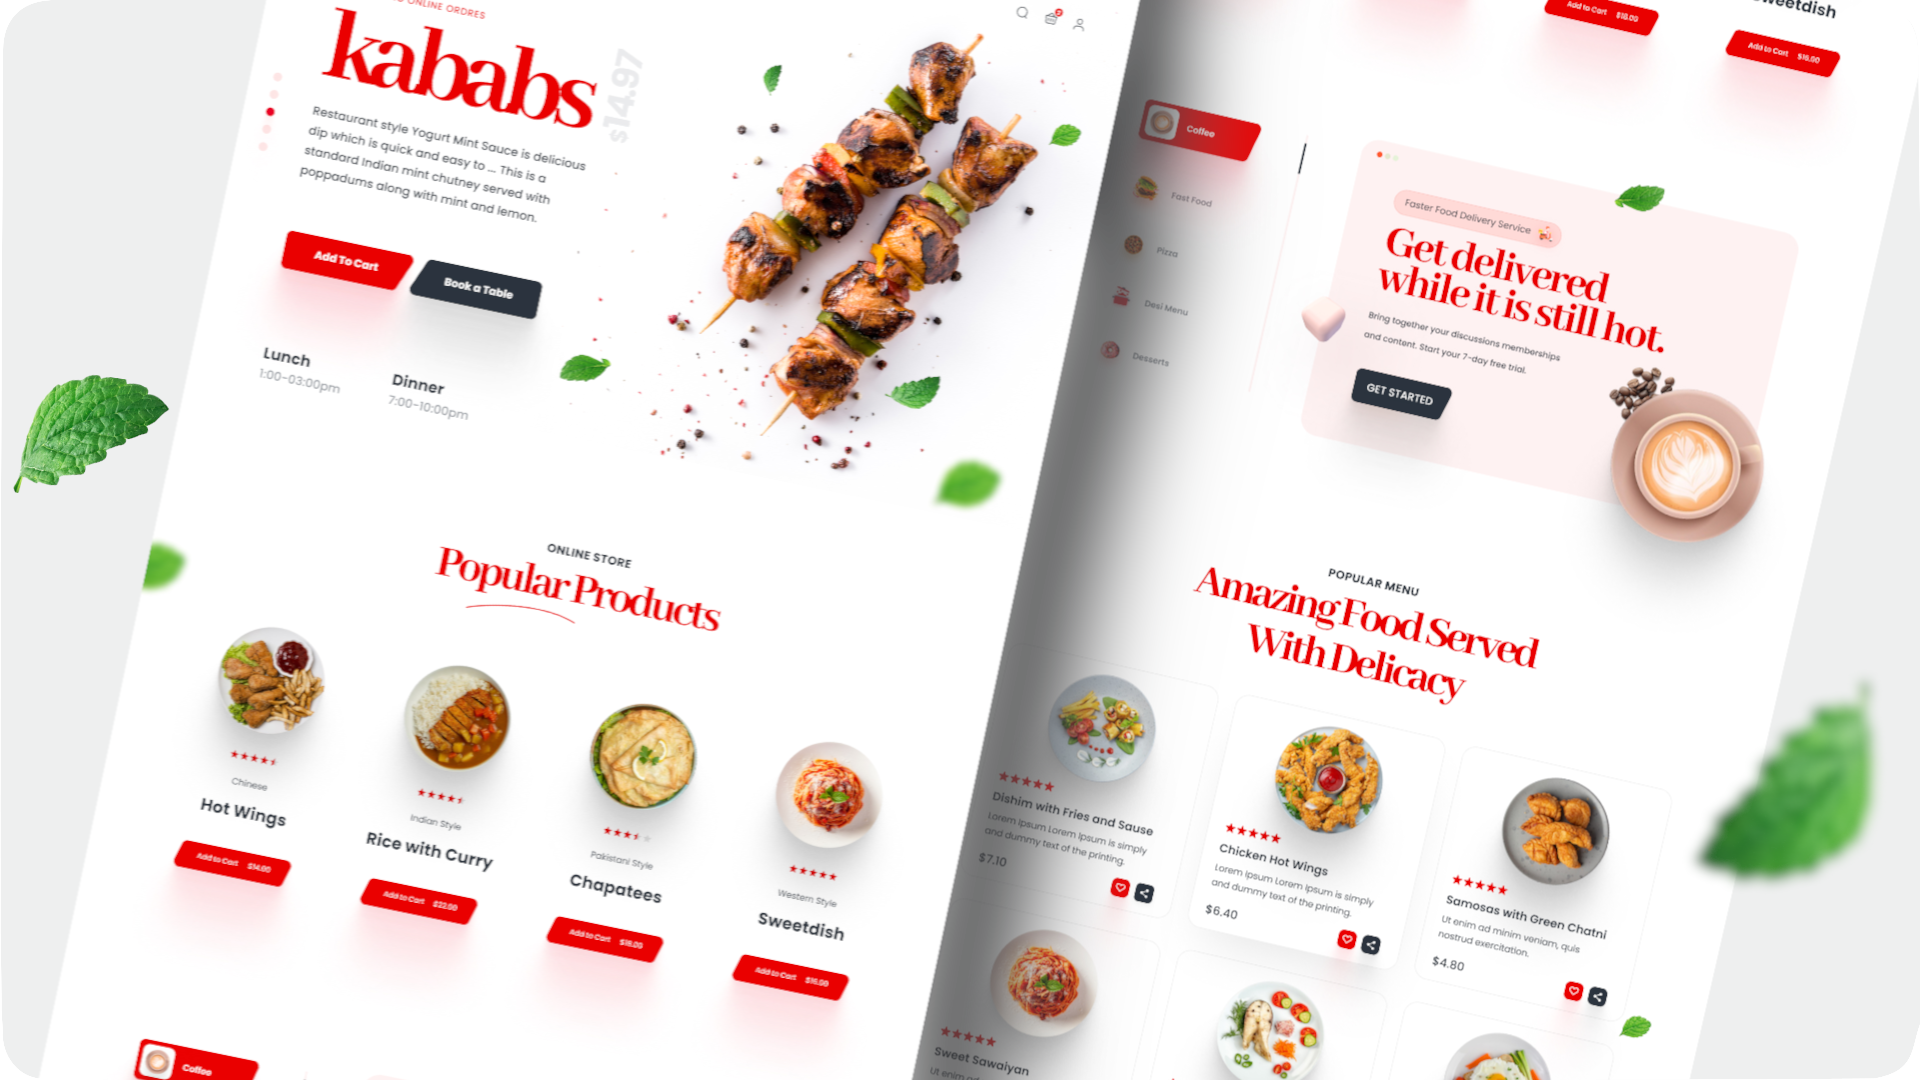 ONLINE ORDRES
kababs
$14.97
Restaurant style Yogurt Mint Sauce is delicious
dip which is quick and easy to ... This is a
standard Indian mint chutney served with
poppadums along with mint and lemon.
Add To Cart
Book a Table
Lunch
1:00-03:00pm
Dinner
7:00-10:00pm
ONLINE STORE
Popular Products
Chinese
Hot Wings
Add to Cart $14.00
Indian Style
Rice with Curry
Add to Cart $22.00
Pakistani Style
Chapatees
Add to Cart $18.00
Western Style
Sweetdish
Add to Cart $16.00
Coffee
Add to Cart $18.00
Sweetdish
Add to Cart $16.00
Coffee
Fast Food
Pizza
Desi Menu
Desserts
Faster Food Delivery Service
Get delivered
while it is still hot.
Bring together your discussions memberships
and content. Start your 7-day free trial.
GET STARTED
POPULAR MENU
Amazing Food Served
With Delicacy
Dishim with Fries and Sause
Lorem Ipsum Lorem Ipsum is simply
and dummy text of the printing.
$7.10
Chicken Hot Wings
Lorem Ipsum Lorem Ipsum is simply
and dummy text of the printing.
$6.40
Samosas with Green Chatni
Ut enim ad minim veniam, quis
nostrud exercitation.
$4.80
Sweet Sawaiyan
Ut enim ad